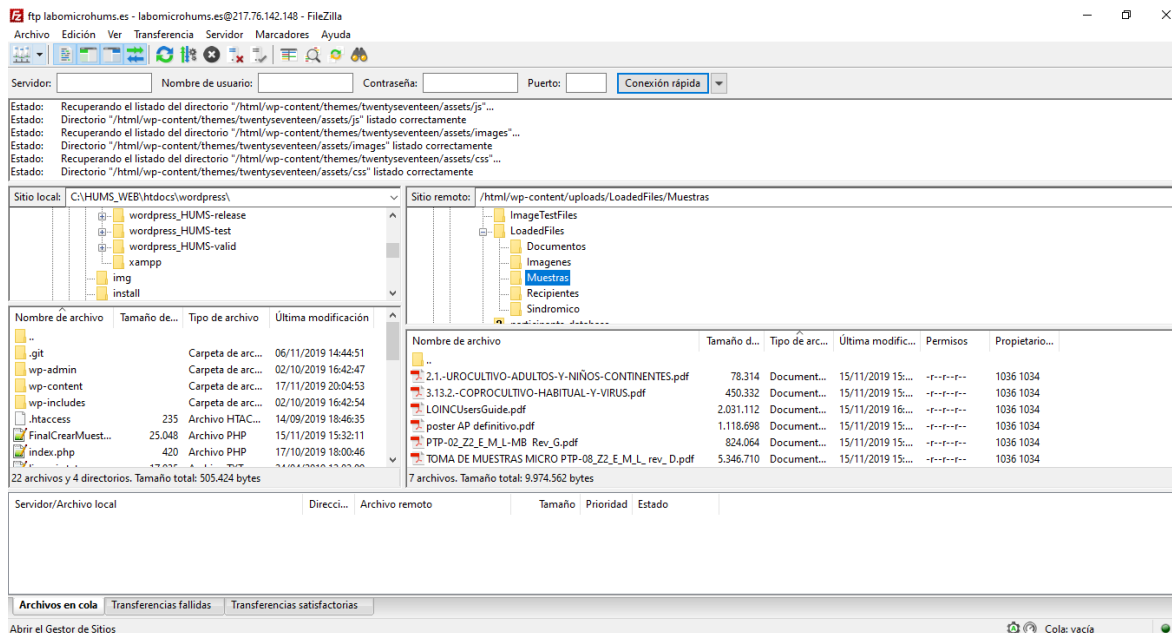 ftp labomicrohums.es - labomicrohums.es@217.76.142.148 - FileZilla
Archivo Edición Ver Transferencia Servidor Marcadores Ayuda
Servidor: Nombre de usuario: Contraseña: Puerto: Conexión rápida
Estado: Recuperando el listado del directorio "/html/wp-content/themes/twentyseventeen/assets/js"...
Estado: Directorio "/html/wp-content/themes/twentyseventeen/assets/js" listado correctamente
Estado: Recuperando el listado del directorio "/html/wp-content/themes/twentyseventeen/assets/images"...
Estado: Directorio "/html/wp-content/themes/twentyseventeen/assets/images" listado correctamente
Estado: Recuperando el listado del directorio "/html/wp-content/themes/twentyseventeen/assets/css"...
Estado: Directorio "/html/wp-content/themes/twentyseventeen/assets/css" listado correctamente
Sitio local: C:\HUMS_WEB\htdocs\wordpress\
wordpress_HUMS-release
wordpress_HUMS-test
wordpress_HUMS-valid
xampp
img
install
Nombre de archivo Tamaño de... Tipo de archivo Última modificación
..
.git Carpeta de arc... 06/11/2019 14:44:51
wp-admin Carpeta de arc... 02/10/2019 16:42:47
wp-content Carpeta de arc... 17/11/2019 20:04:53
wp-includes Carpeta de arc... 02/10/2019 16:42:54
.htaccess 235 Archivo HTAC... 14/09/2019 18:46:35
FinalCrearMuest... 25.048 Archivo PHP 15/11/2019 15:32:11
index.php 420 Archivo PHP 17/10/2019 18:00:46
22 archivos y 4 directorios. Tamaño total: 505.424 bytes
Sitio remoto: /html/wp-content/uploads/LoadedFiles/Muestras
ImageTestFiles
LoadedFiles
Documentos
Imagenes
Muestras
Recipientes
Sindromico
Nombre de archivo Tamaño d... Tipo de arc... Última modific... Permisos Propietario...
..
2.1.-UROCULTIVO-ADULTOS-Y-NIÑOS-CONTINENTES.pdf 78.314 Document... 15/11/2019 15:... -r--r--r-- 1036 1034
3.13.2.-COPROCULTIVO-HABITUAL-Y-VIRUS.pdf 450.332 Document... 15/11/2019 15:... -r--r--r-- 1036 1034
LOINCUsersGuide.pdf 2.031.112 Document... 15/11/2019 16:... -r--r--r-- 1036 1034
poster AP definitivo.pdf 1.118.698 Document... 15/11/2019 15:... -r--r--r-- 1036 1034
PTP-02_Z2_E_M_L-MB Rev_G.pdf 824.064 Document... 15/11/2019 15:... -r--r--r-- 1036 1034
TOMA DE MUESTRAS MICRO PTP-08_Z2_E_M_L_ rev_ D.pdf 5.346.710 Document... 15/11/2019 15:... -r--r--r-- 1036 1034
7 archivos. Tamaño total: 9.974.562 bytes
Servidor/Archivo local Direcci... Archivo remoto Tamaño Prioridad Estado
Archivos en cola Transferencias fallidas Transferencias satisfactorias
Abrir el Gestor de Sitios Cola: vacía